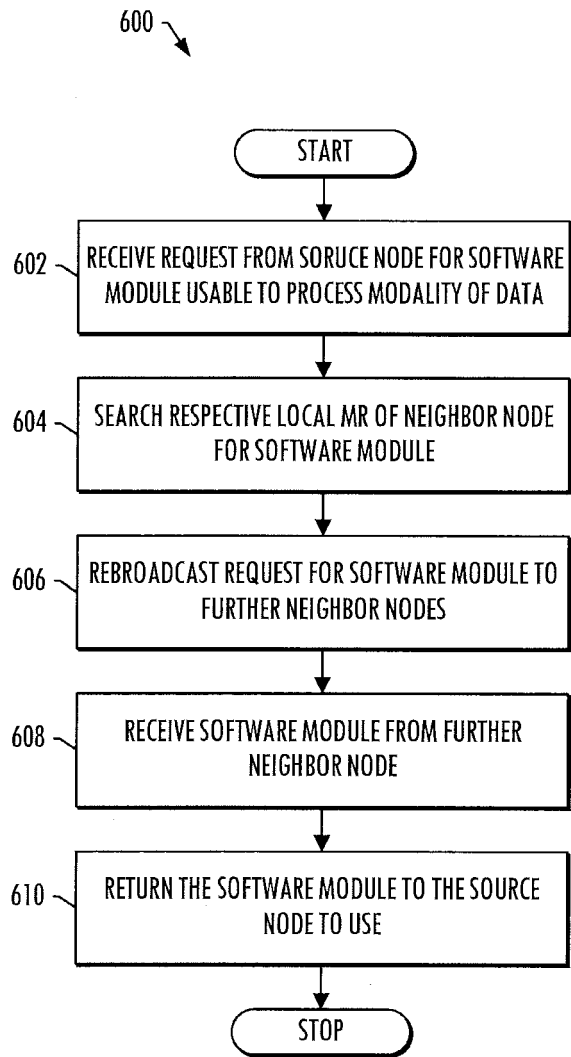 600
START
602
RECEIVE REQUEST FROM SORUCE NODE FOR SOFTWARE
MODULE USABLE TO PROCESS MODALITY OF DATA
604
SEARCH RESPECTIVE LOCAL MR OF NEIGHBOR NODE
FOR SOFTWARE MODULE
606
REBROADCAST REQUEST FOR SOFTWARE MODULE TO
FURTHER NEIGHBOR NODES
608
RECEIVE SOFTWARE MODULE FROM FURTHER
NEIGHBOR NODE
610
RETURN THE SOFTWARE MODULE TO THE SOURCE
NODE TO USE
STOP